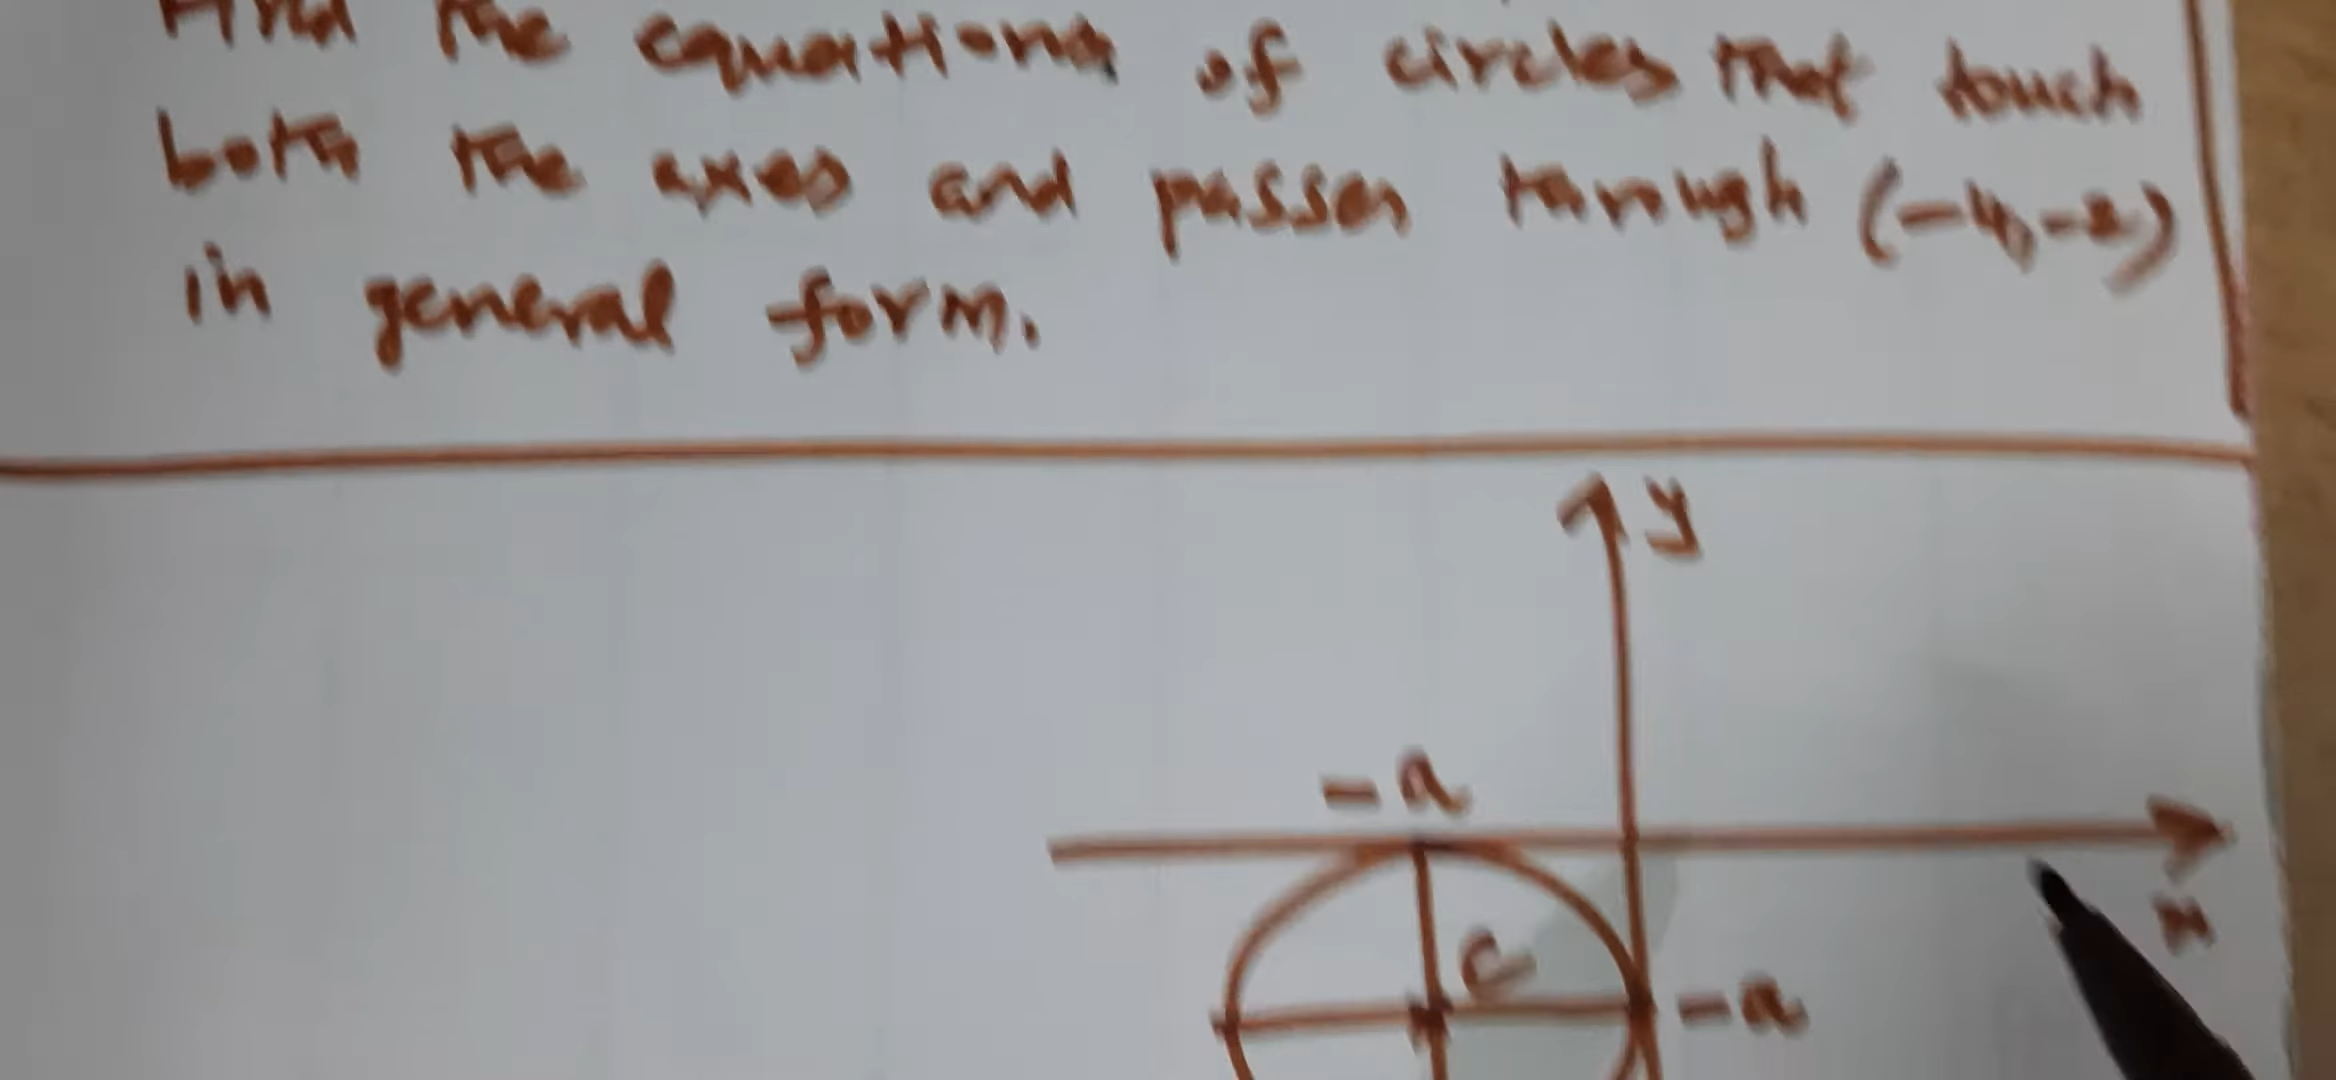 Find the equations of circles that touch
both the axes and passes through (-4,-2)
in general form.
y
-a
x
C
-a